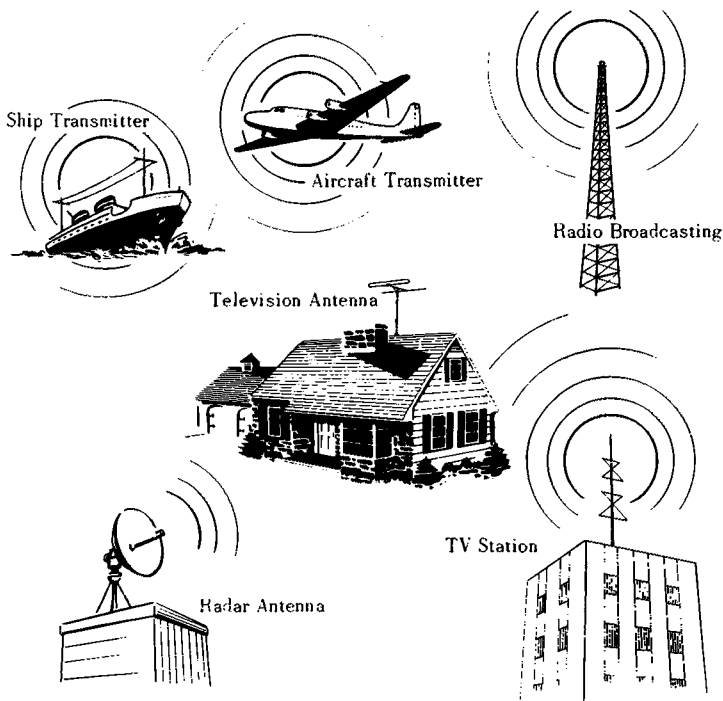 Ship Transmitter
Aircraft Transmitter
Radio Broadcasting
Television Antenna
TV Station
Radar Antenna